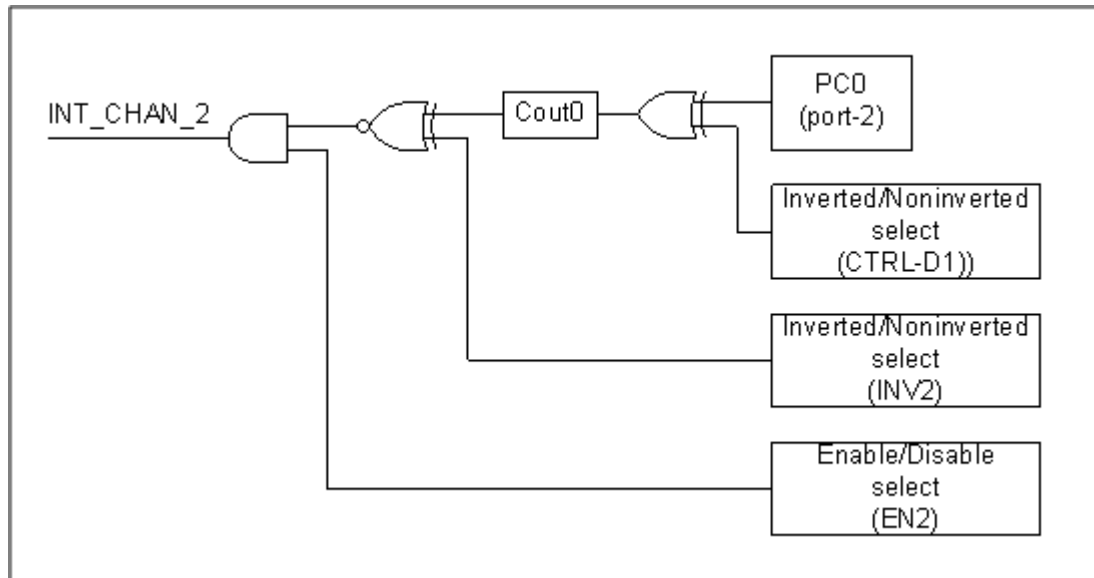 INT_CHAN_2
Cout0
PC0
(port-2)
Inverted/Noninverted
select
(CTRL-D1))
Inverted/Noninverted
select
(INV2)
Enable/Disable
select
(EN2)